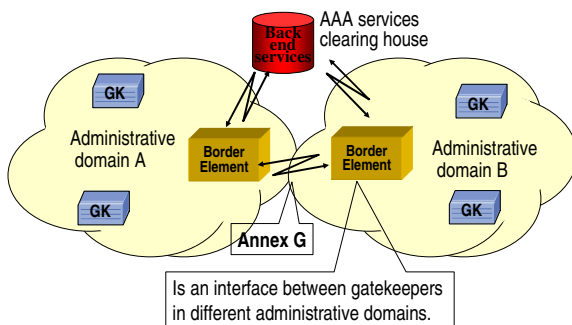 Back
end
services
AAA services
clearing house
GK
GK
Administrative
domain A
Border
Element
Border
Element
Administrative
domain B
GK
GK
Annex G
Is an interface between gatekeepers
in different administrative domains.